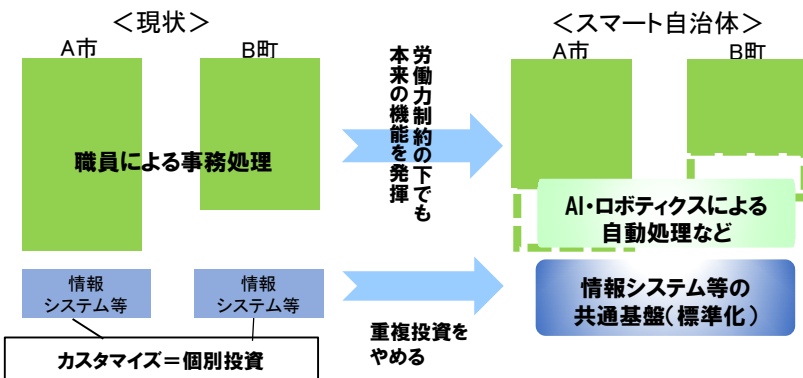 ＜現状＞
A市
B町
職員による事務処理
情報
システム等
情報
システム等
カスタマイズ＝個別投資
労働力制約の下でも
本来の機能を発揮
重複投資を
やめる
＜スマート自治体＞
A市
B町
AI・ロボティクスによる
自動処理など
情報システム等の
共通基盤（標準化）